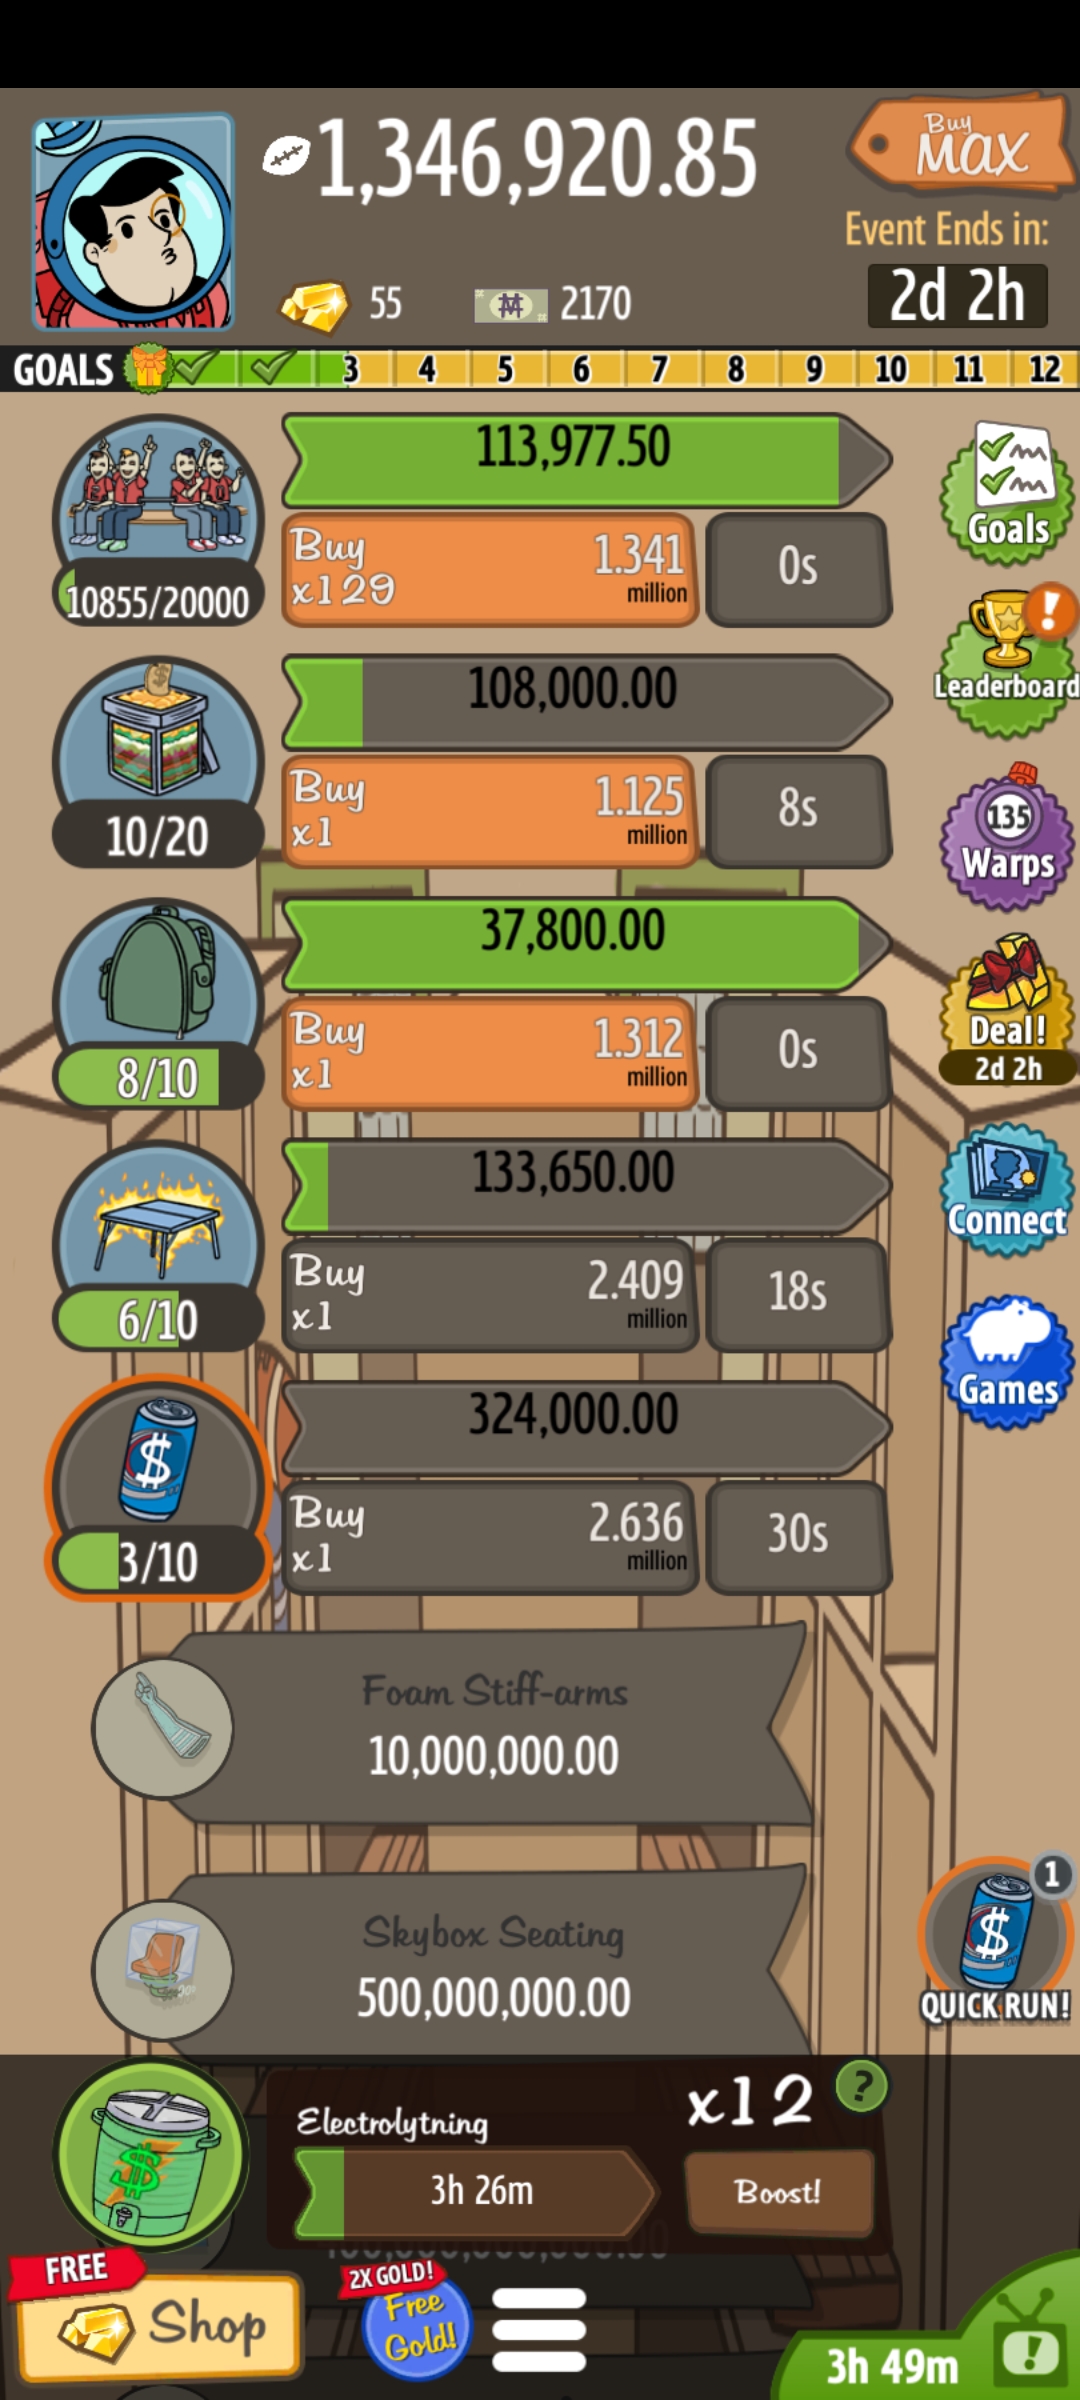 1,346,920.85
Buy
Max
Event Ends in:
55
2170
2d 2h
GOALS
3 4 5 6 7 8 9 10 11 12
113,977.50
Buy
x129
1.341
million
0s
10855/20000
Goals
Leaderboard
108,000.00
Buy
x1
1.125
million
8s
10/20
135
Warps
37,800.00
Buy
x1
1.312
million
0s
8/10
Deal!
2d 2h
133,650.00
Buy
x1
2.409
million
18s
6/10
Connect
Games
324,000.00
Buy
x1
2.636
million
30s
3/10
Foam Stiff-arms
10,000,000.00
Skybox Seating
500,000,000.00
1
QUICK RUN!
Electrolytning
x12
?
3h 26m
Boost!
FREE
Shop
2X GOLD!
Free
Gold!
3h 49m